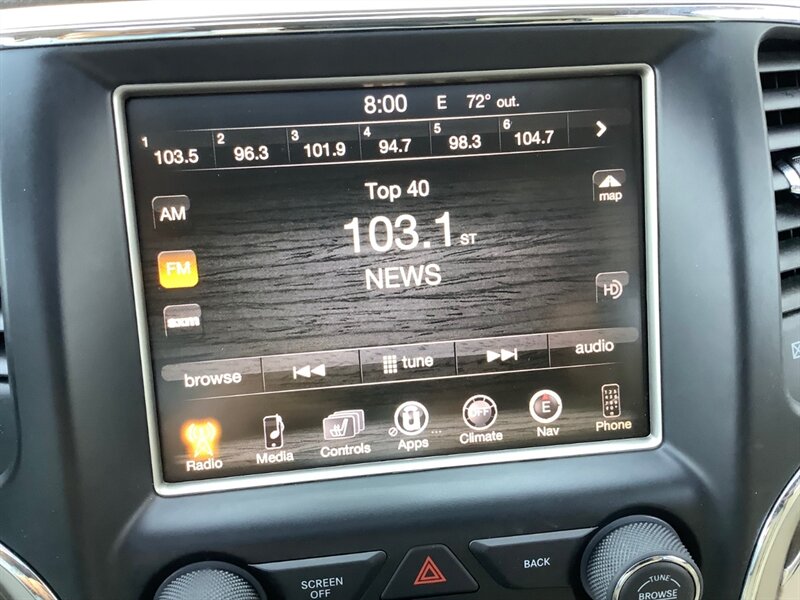 8:00 E 72° out.
1 103.5 2 96.3 3 101.9 4 94.7 5 98.3 6 104.7
Top 40
map
AM
103.1 ST
FM
NEWS
HD
browse tune audio
OFF E
Radio Media Controls Apps Climate Nav Phone
SCREEN OFF
BACK
TUNE
BROWSE